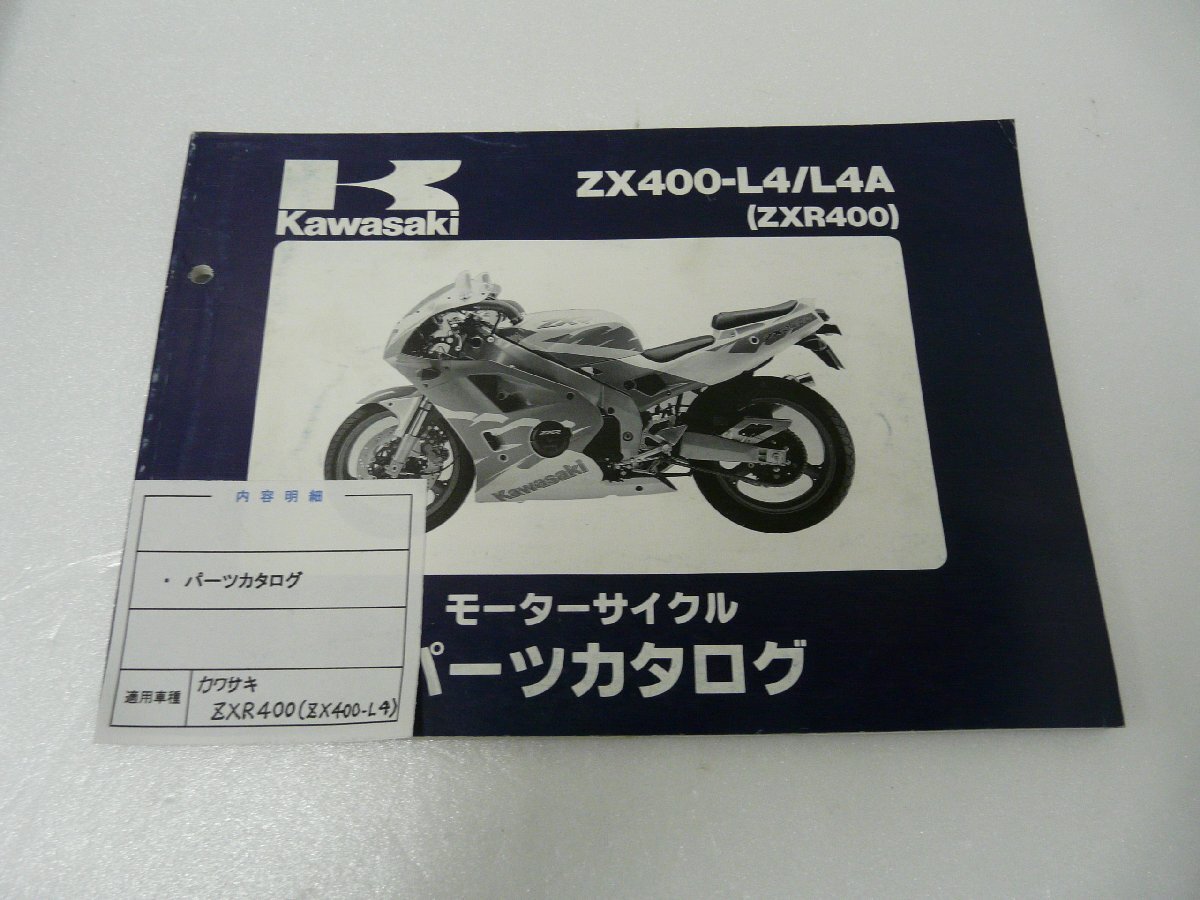 Kawasaki
ZX400-L4/L4A
(ZXR400)
ZXR
Kawasaki
モーターサイクル
パーツカタログ
内容明細
・パーツカタログ
適用車種
カワサキ
ZXR400(ZX400-L4)